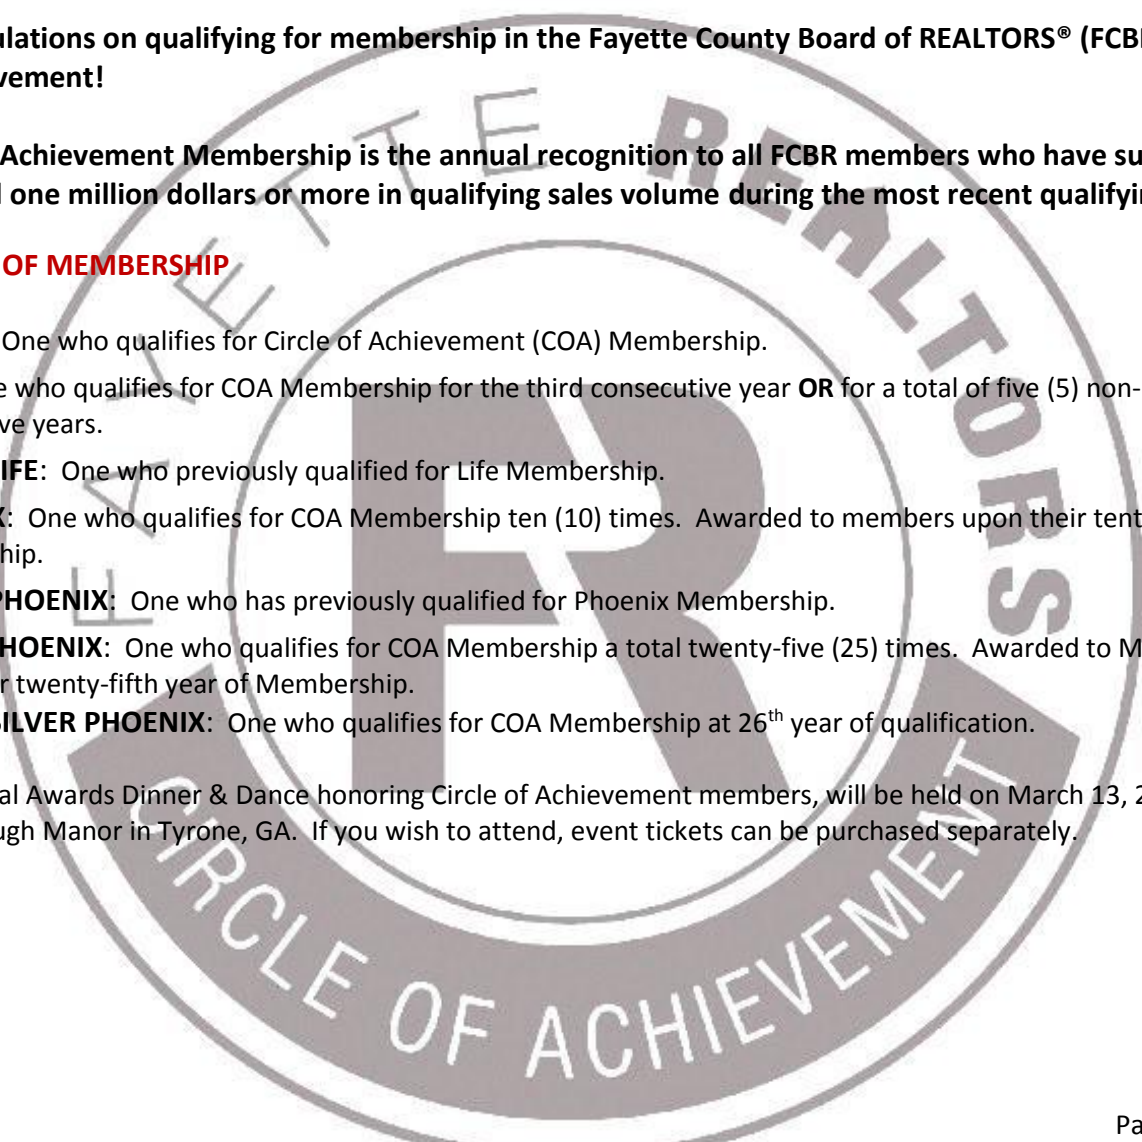 ulations on qualifying for membership in the Fayette County Board of REALTORS® (FCB
vement!
Achievement Membership is the annual recognition to all FCBR members who have su
one million dollars or more in qualifying sales volume during the most recent qualifyi
OF MEMBERSHIP
One who qualifies for Circle of Achievement (COA) Membership.
e who qualifies for COA Membership for the third consecutive year OR for a total of five (5) non-
ve years.
IFE: One who previously qualified for Life Membership.
X: One who qualifies for COA Membership ten (10) times. Awarded to members upon their tent
hip.
PHOENIX: One who has previously qualified for Phoenix Membership.
HOENIX: One who qualifies for COA Membership a total twenty-five (25) times. Awarded to M
r twenty-fifth year of Membership.
SILVER PHOENIX: One who qualifies for COA Membership at 26th year of qualification.
al Awards Dinner & Dance honoring Circle of Achievement members, will be held on March 13, 2
ugh Manor in Tyrone, GA. If you wish to attend, event tickets can be purchased separately.
Pa
FAYETTE REALTORS
FR
CIRCLE OF ACHIEVEMENT